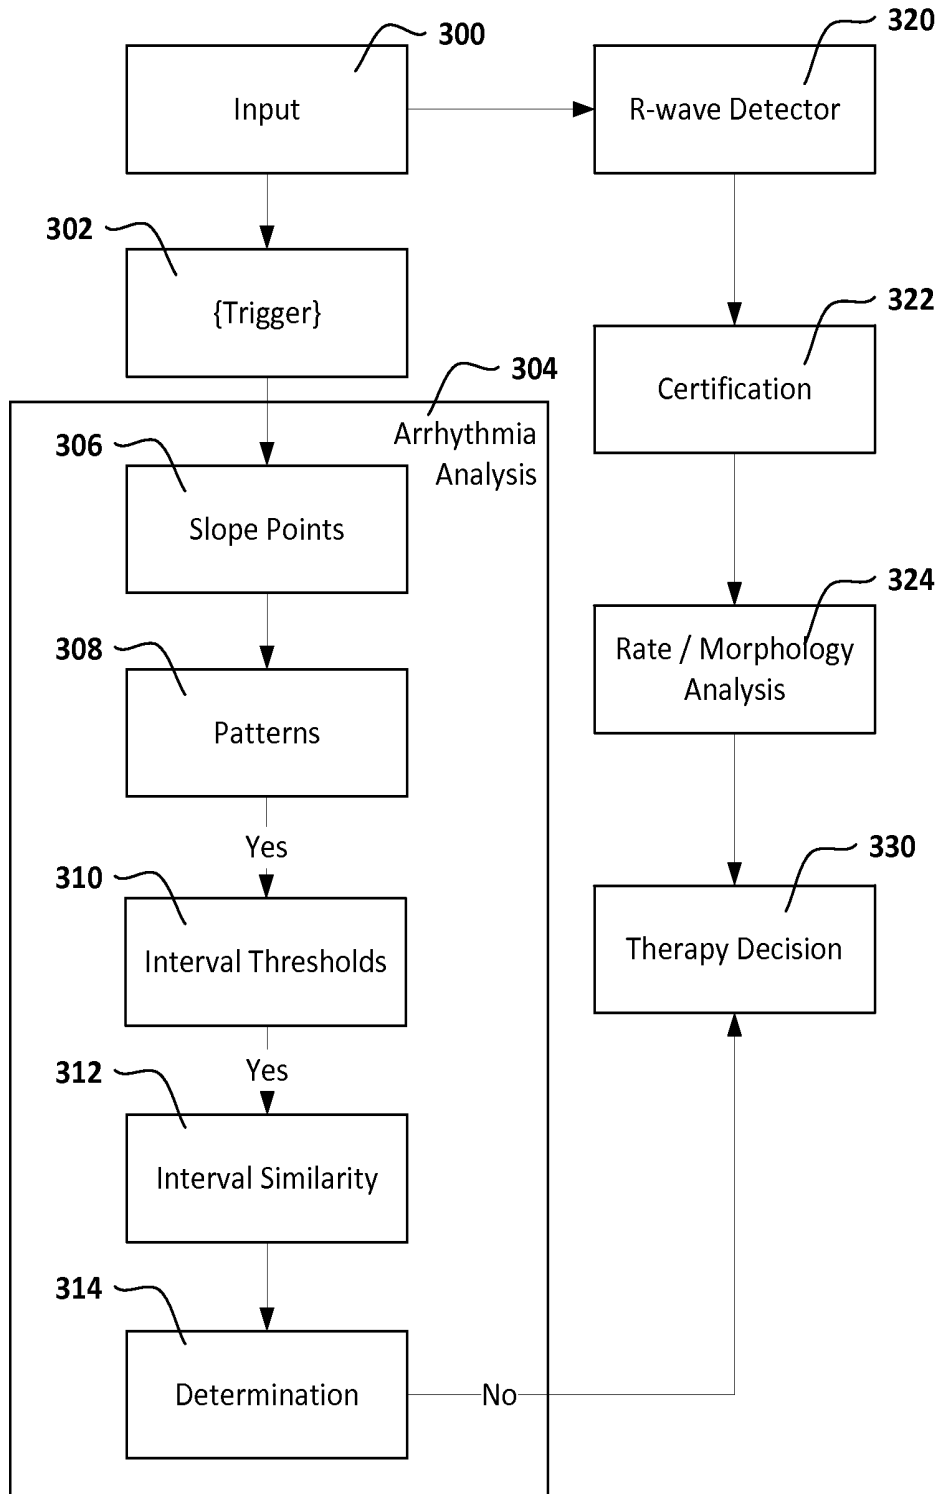 300
320
Input
R-wave Detector
302
{Trigger}
322
Certification
304
Arrhythmia
Analysis
306
Slope Points
324
Rate / Morphology
Analysis
308
Patterns
Yes
330
310
Interval Thresholds
Therapy Decision
Yes
312
Interval Similarity
314
Determination
No